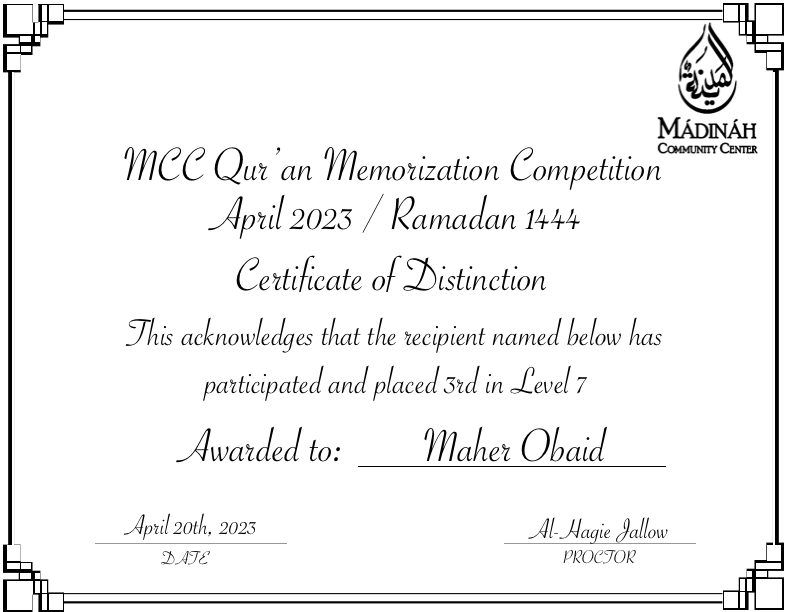 المدينة
MÁDINÁH
COMMUNITY CENTER
MCC Qur'an Memorization Competition
April 2023 / Ramadan 1444
Certificate of Distinction
This acknowledges that the recipient named below has
participated and placed 3rd in Level 7
Awarded to: Maher Obaid
April 20th, 2023 Al-Hagie Jallow
DATE PROCTOR